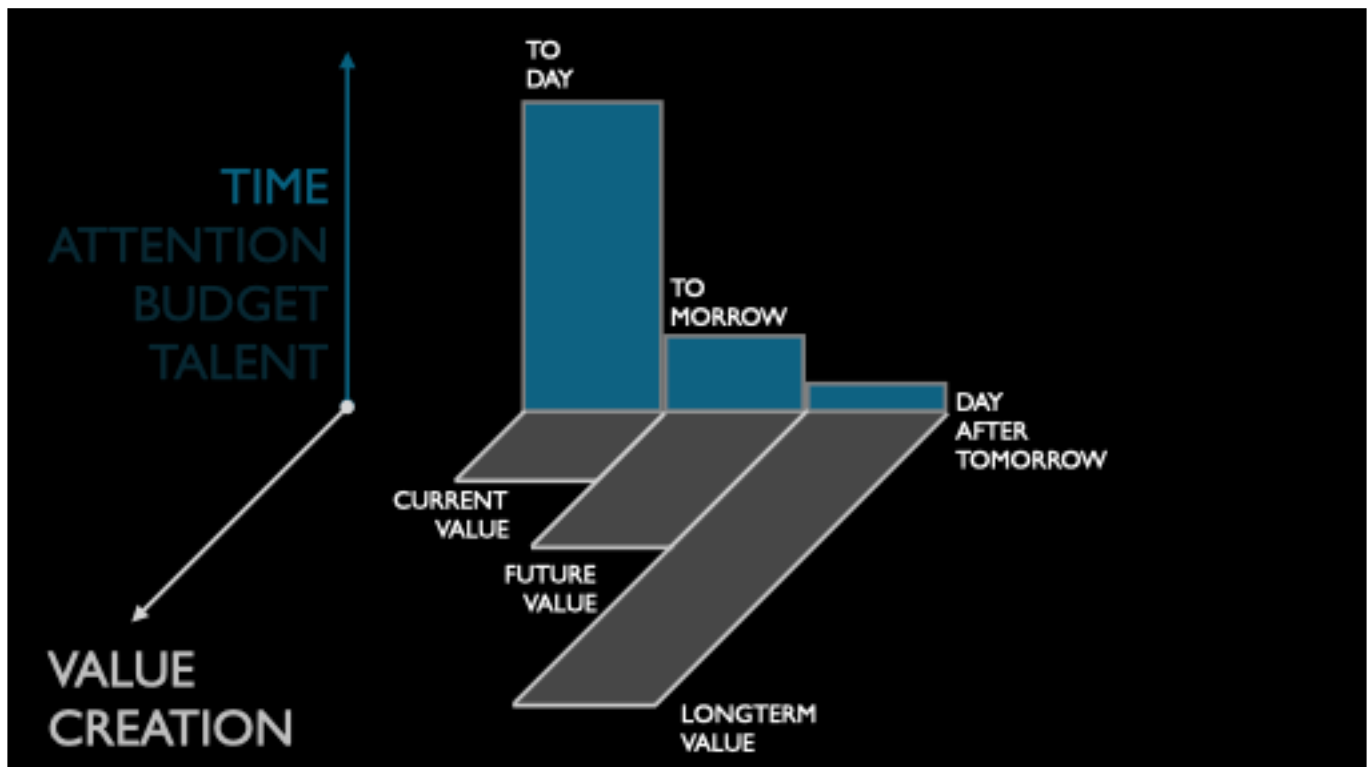 TO
DAY
TIME
ATTENTION
BUDGET
TALENT
TO
MORROW
DAY
AFTER
TOMORROW
CURRENT
VALUE
FUTURE
VALUE
VALUE
CREATION
LONGTERM
VALUE